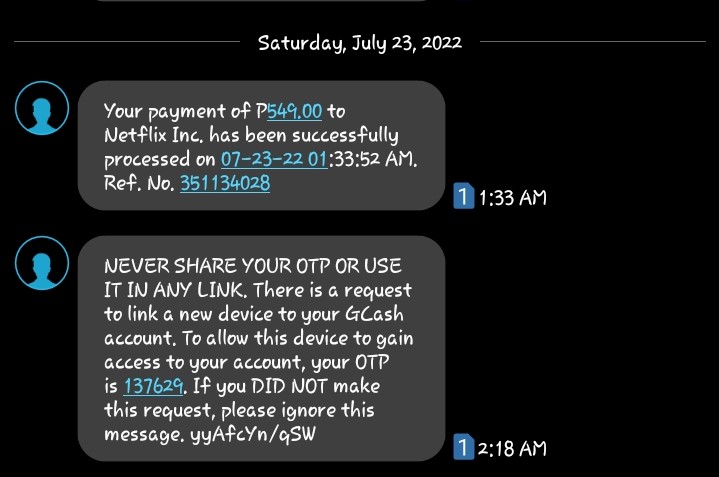 Saturday, July 23, 2022
Your payment of P549.00 to
Netflix Inc. has been successfully
processed on 07-23-22 01:33:52 AM.
Ref. No. 351134028
1 1:33 AM
NEVER SHARE YOUR OTP OR USE
IT IN ANY LINK. There is a request
to link a new device to your GCash
account. To allow this device to gain
access to your account, your OTP
is 137629. If you DID NOT make
this request, please ignore this
message. yyAfcYn/qSW
1 2:18 AM